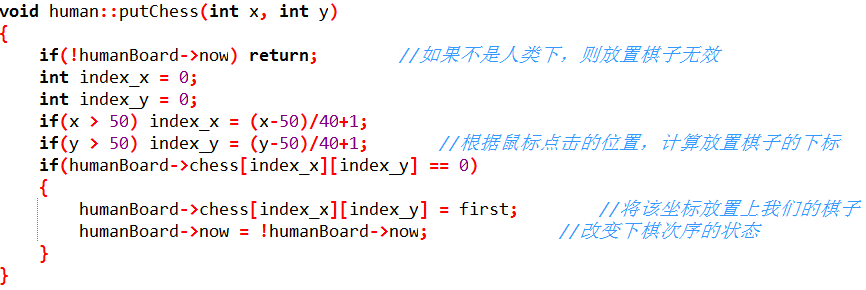 void human::putChess(int x, int y)
{
    if(!humanBoard->now) return;          //如果不是人类下，则放置棋子无效
    int index_x = 0;
    int index_y = 0;
    if(x > 50) index_x = (x-50)/40+1;
    if(y > 50) index_y = (y-50)/40+1;         //根据鼠标点击的位置，计算放置棋子的下标
    if(humanBoard->chess[index_x][index_y] == 0)
    {
        humanBoard->chess[index_x][index_y] = first;          //将该坐标放置上我们的棋子
        humanBoard->now = !humanBoard->now;               //改变下棋次序的状态
    }
}